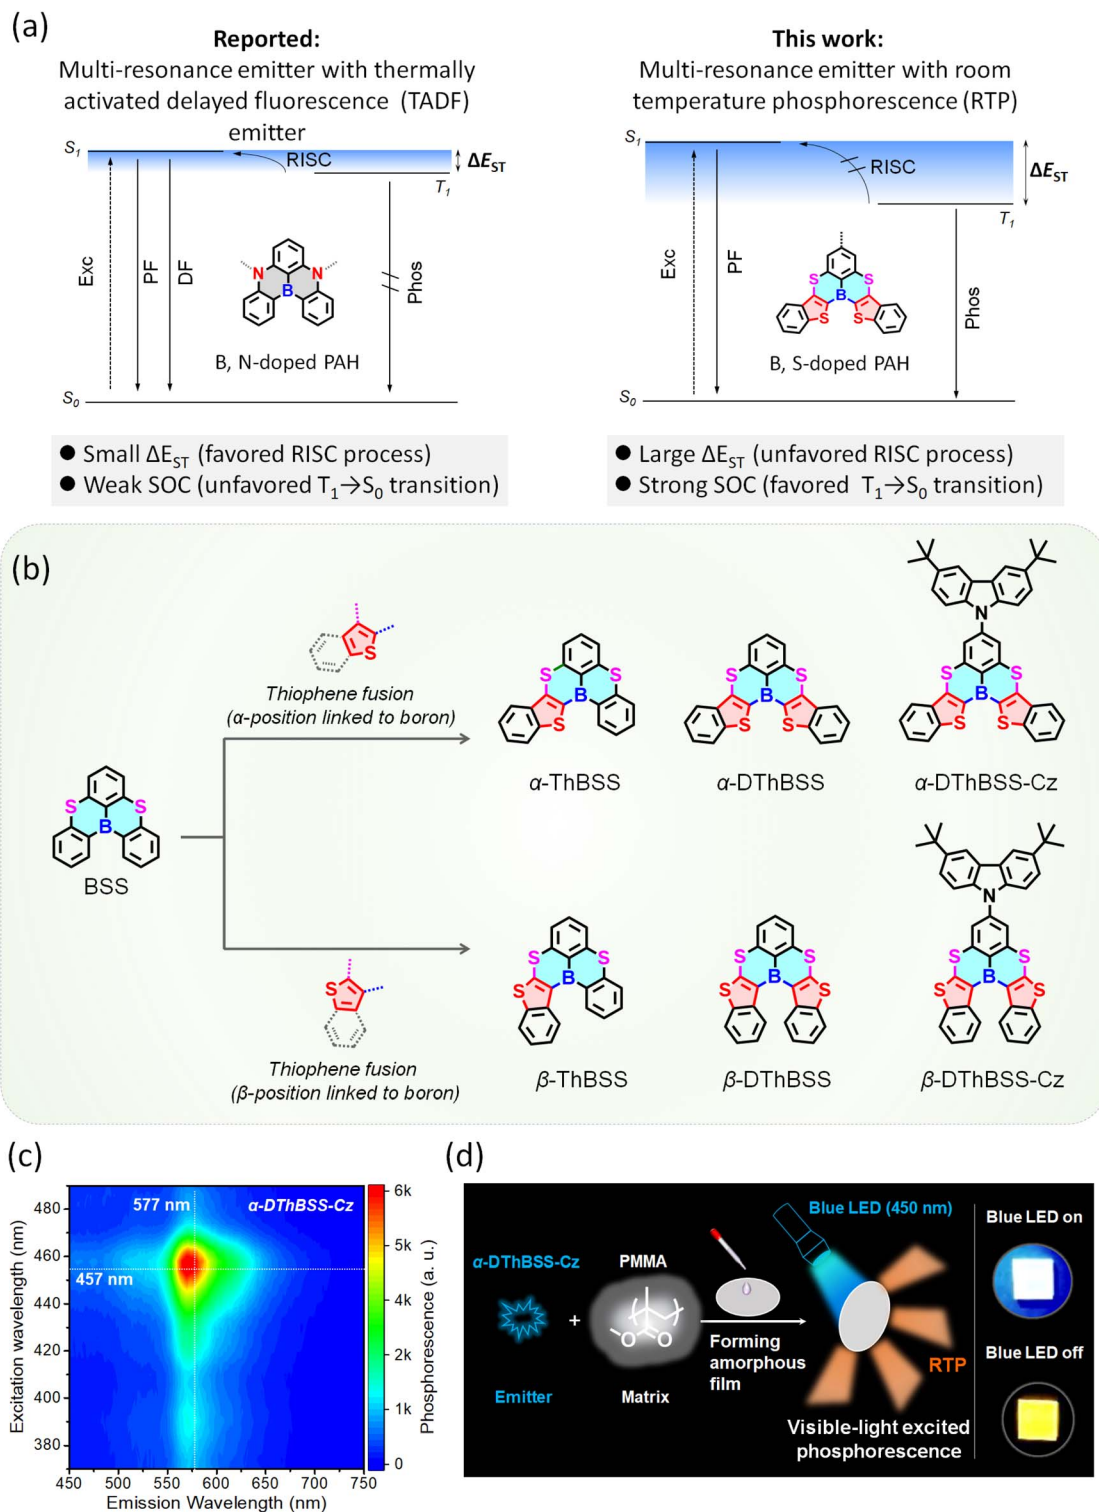 (a)
Reported:
Multi-resonance emitter with thermally
activated delayed fluorescence (TADF)
emitter
S₁
RISC
ΔE_ST
T₁
Exc
PF
DF
Phos
N
N
B
B, N-doped PAH
S₀
● Small ΔE_ST (favored RISC process)
● Weak SOC (unfavored T₁→S₀ transition)
This work:
Multi-resonance emitter with room
temperature phosphorescence (RTP)
S₁
RISC
ΔE_ST
T₁
Exc
PF
Phos
S
S
B
S
S
B, S-doped PAH
S₀
● Large ΔE_ST (unfavored RISC process)
● Strong SOC (favored T₁→S₀ transition)
(b)
S
Thiophene fusion
(α-position linked to boron)
S
S
B
S
α-ThBSS
S
S
B
S
S
α-DThBSS
N
S
S
B
S
S
α-DThBSS-Cz
S
S
B
BSS
S
Thiophene fusion
(β-position linked to boron)
S
S
B
S
β-ThBSS
S
S
B
S
S
β-DThBSS
N
S
S
B
S
S
β-DThBSS-Cz
(c)
577 nm
α-DThBSS-Cz
457 nm
490
480
460
440
420
400
380
370
Excitation wavelength (nm)
450
500
550
600
650
700
750
Emission Wavelength (nm)
6k
5k
4k
2k
1k
0
Phosphorescence (a. u.)
(d)
α-DThBSS-Cz
Emitter
+
PMMA
O
O
Matrix
Forming
amorphous
film
Blue LED (450 nm)
RTP
Visible-light excited
phosphorescence
Blue LED on
Blue LED off